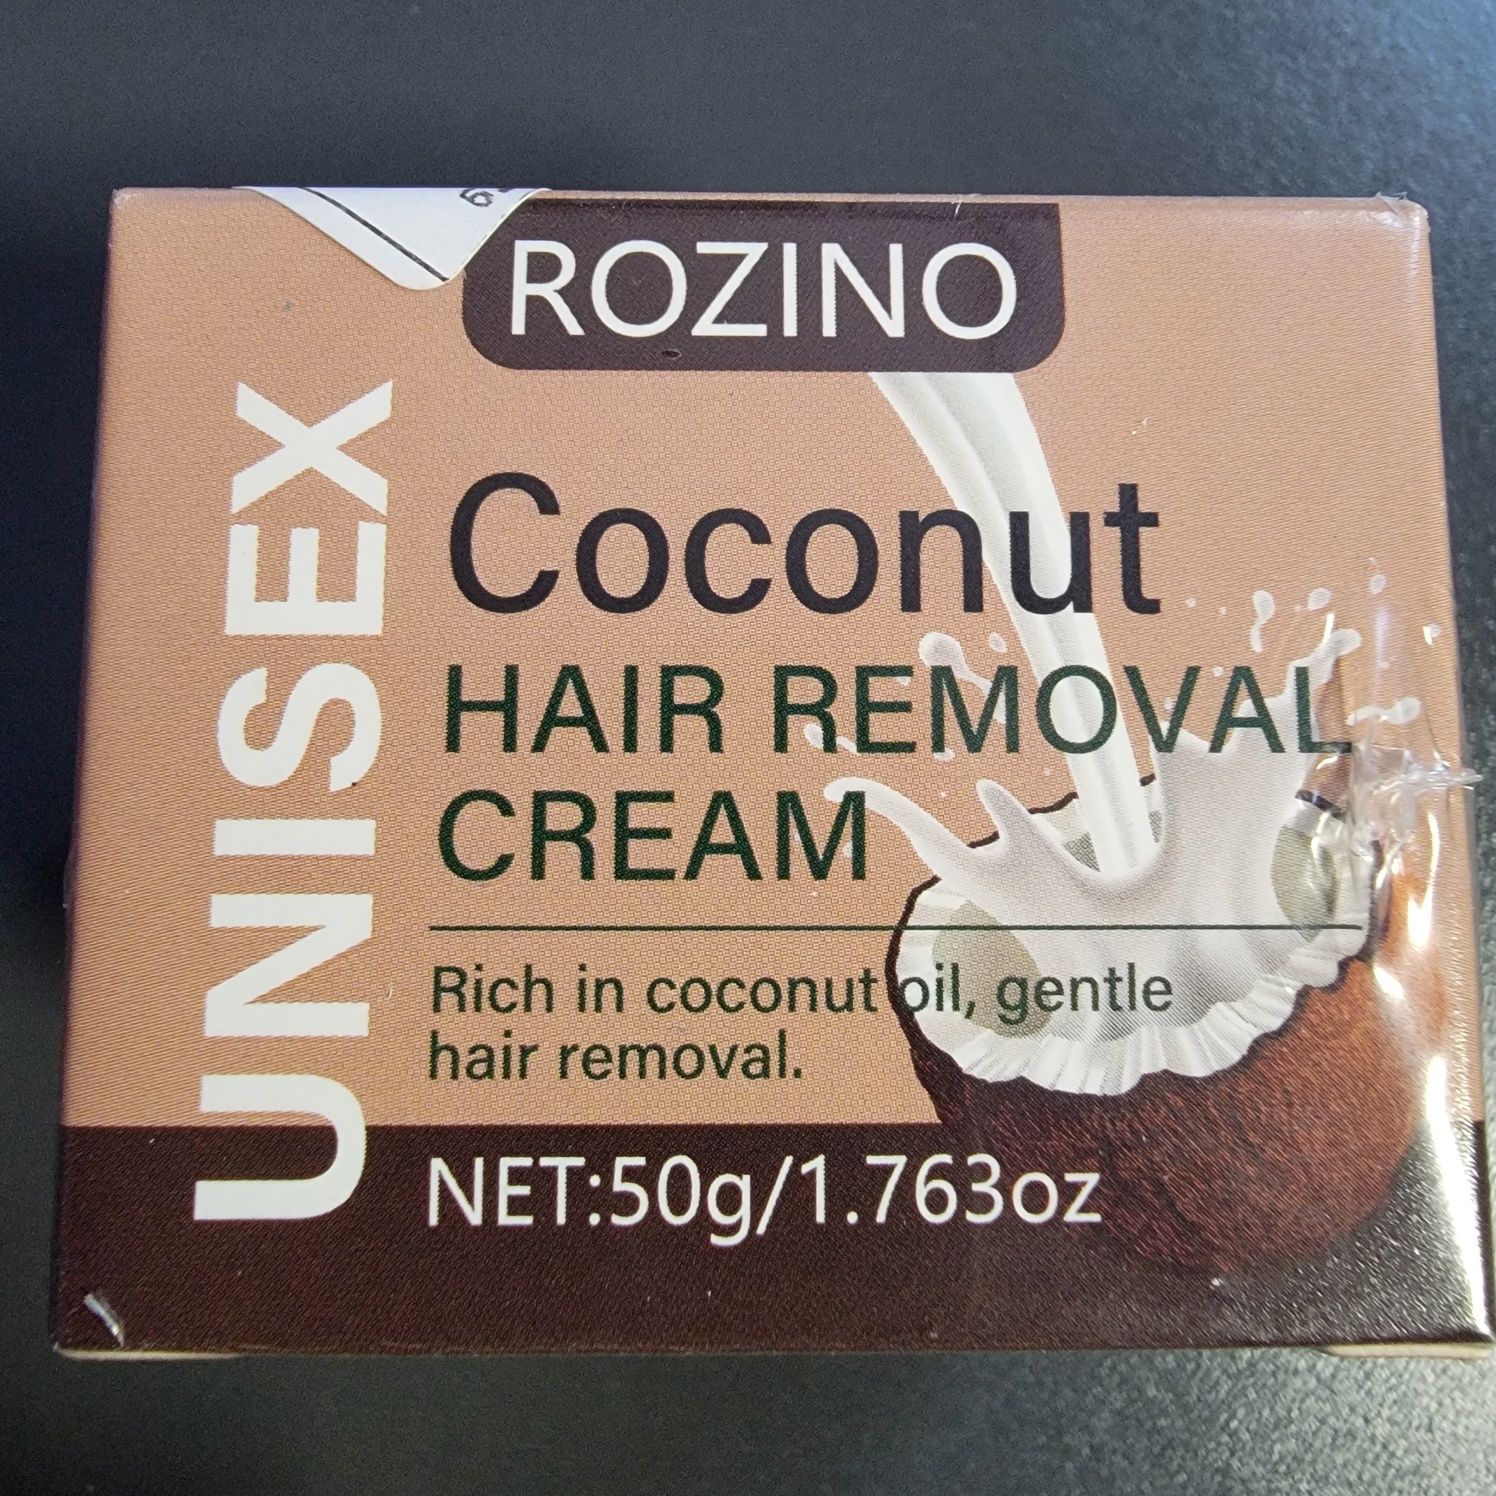 ROZINO
UNISEX
Coconut
HAIR REMOVAL
CREAM
Rich in coconut oil, gentle
hair removal.
NET:50g/1.763oz